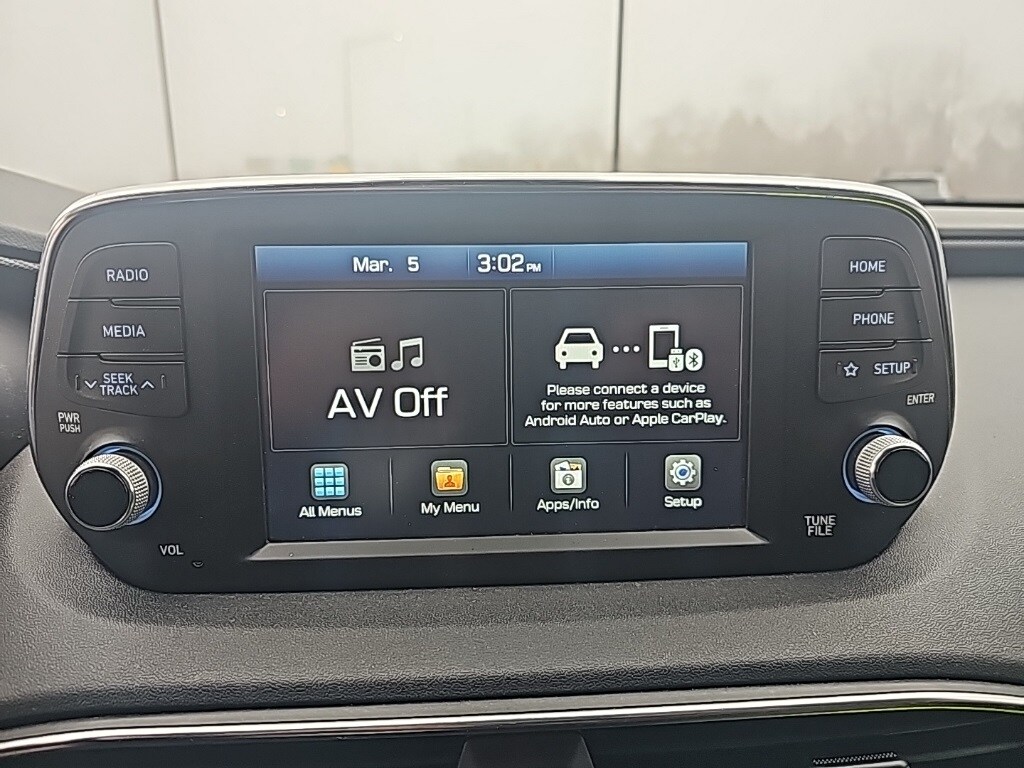 RADIO
MEDIA
SEEK
TRACK
PWR
PUSH
VOL
Mar. 5 3:02 PM
AV Off
Please connect a device
for more features such as
Android Auto or Apple CarPlay.
All Menus My Menu Apps/Info Setup
HOME
PHONE
SETUP
ENTER
TUNE
FILE